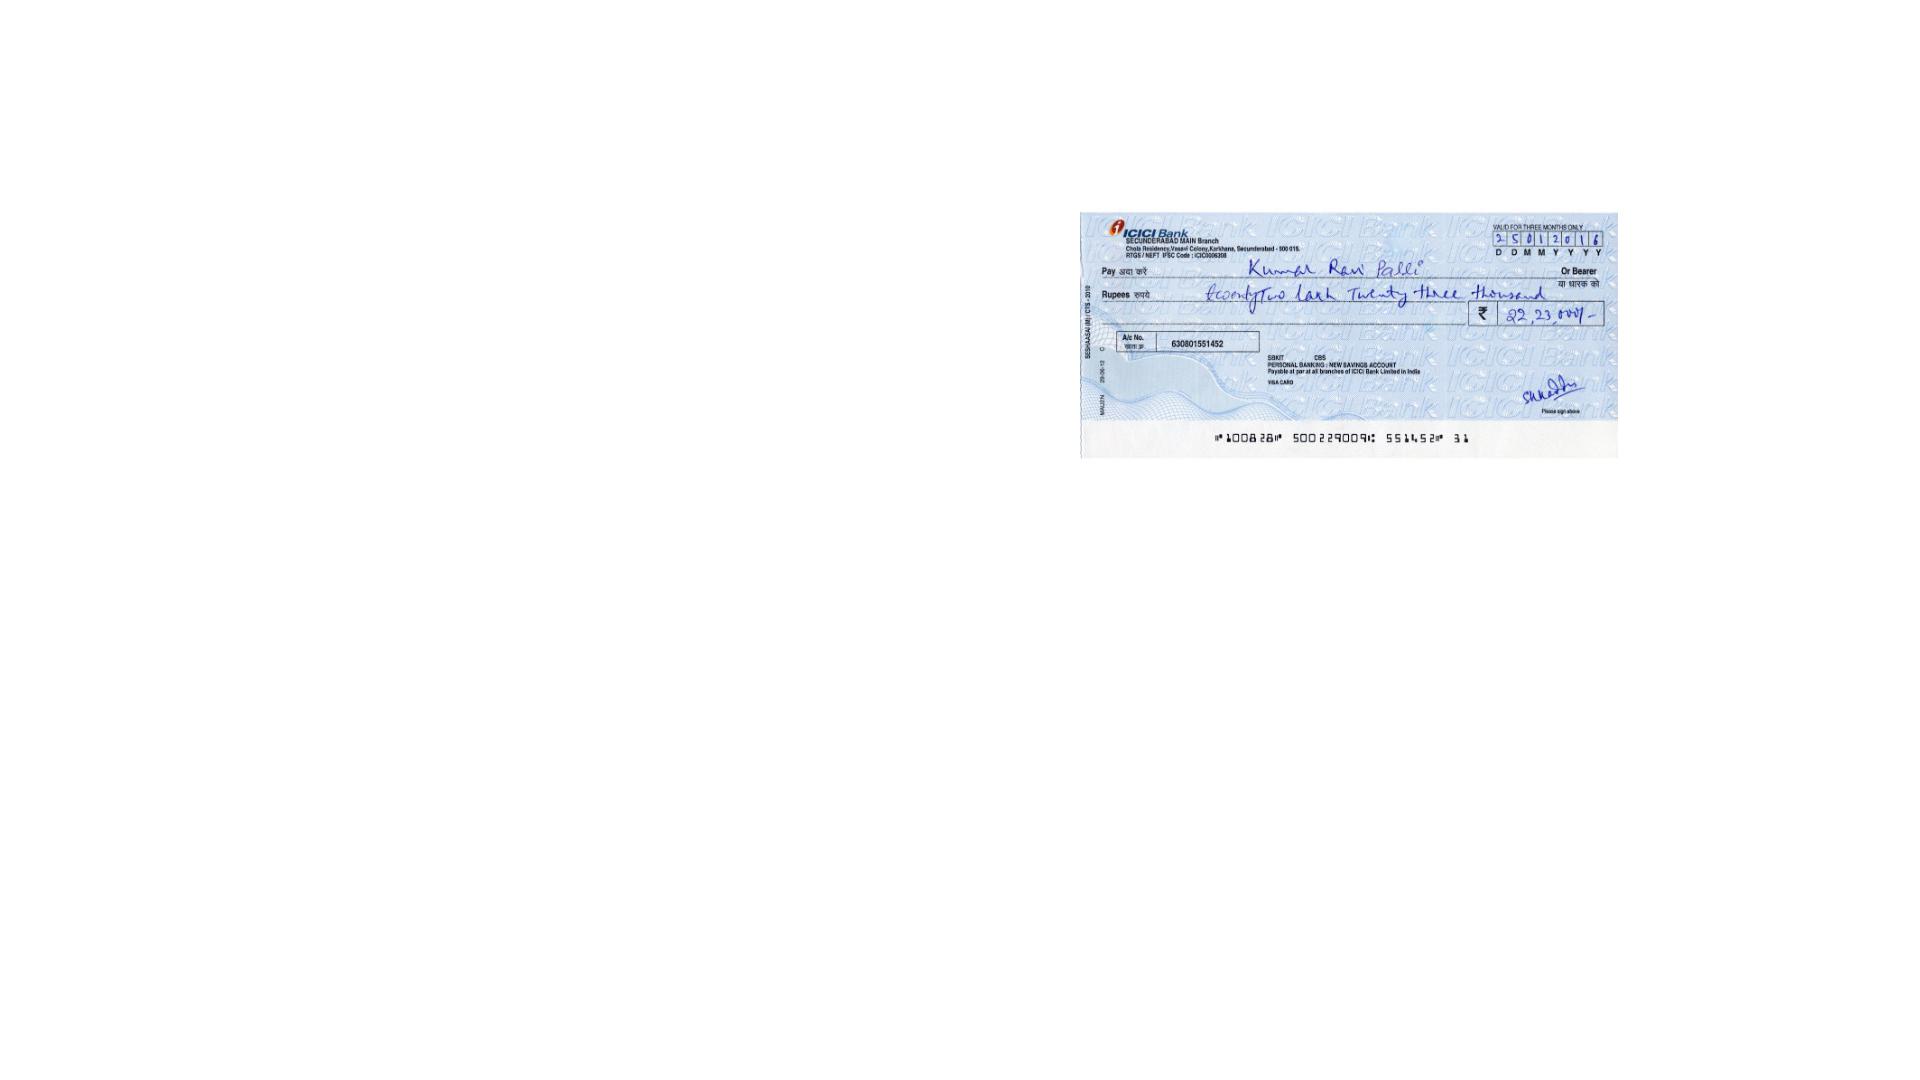 ICICI Bank
SECUNDERABAD MAIN Branch
Chola Residency,Vasavi Colony,Karkhana, Secunderabad - 500 015.
RTGS / NEFT IFSC Code : ICIC0006308
VALID FOR THREE MONTHS ONLY
2 5 0 1 2 0 1 6
D D M M Y Y Y Y
Pay अदा करें Kumar Ravi Palli Or Bearer
या धारक को
Rupees रुपये twenty Two lakh Twenty three thousand
₹ 22,23,000/-
A/c No. 630801551452
खाता क्र.
SBKIT CBS
PERSONAL BANKING : NEW SAVINGS ACCOUNT
Payable at par at all branches of ICICI Bank Limited in India
VISA CARD
Please sign above
SESHAASAI (M) / CTS - 2010
⑈100828⑈ 500229009⑆ 551452⑈ 31